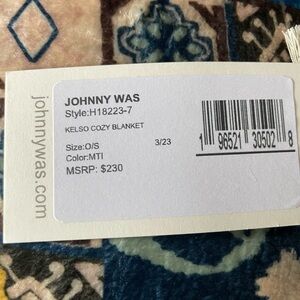 johnnywas.com
JOHNNY WAS
Style:H18223-7
KELSO COZY BLANKET
Size:O/S 3/23
Color:MTI
MSRP: $230
1 96521 30502 8